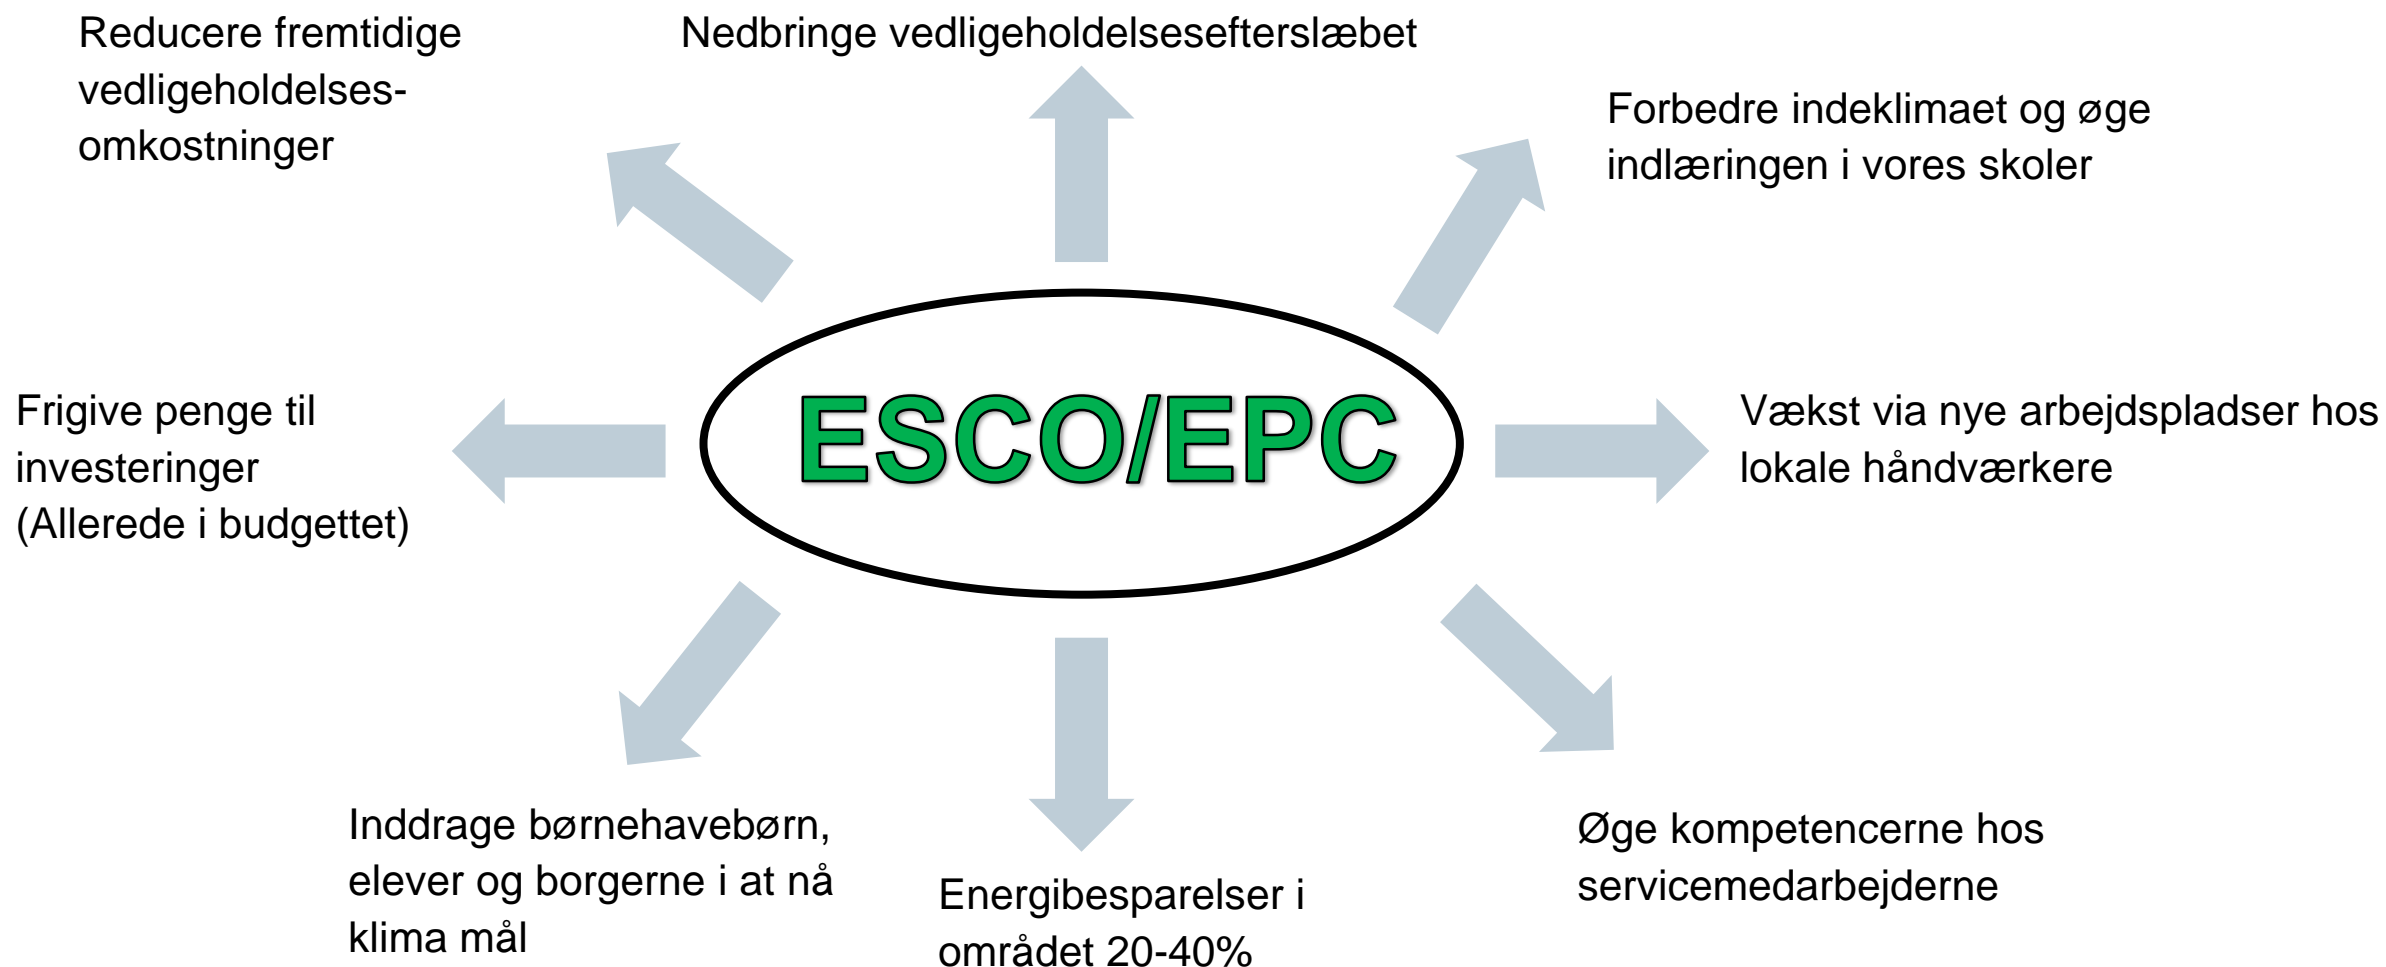 Reducere fremtidige
vedligeholdelses-
omkostninger
Nedbringe vedligeholdelsesefterslæbet
Forbedre indeklimaet og øge
indlæringen i vores skoler
Frigive penge til
investeringer
(Allerede i budgettet)
ESCO/EPC
Vækst via nye arbejdspladser hos
lokale håndværkere
Inddrage børnehavebørn,
elever og borgerne i at nå
klima mål
Energibesparelser i
området 20-40%
Øge kompetencerne hos
servicemedarbejderne